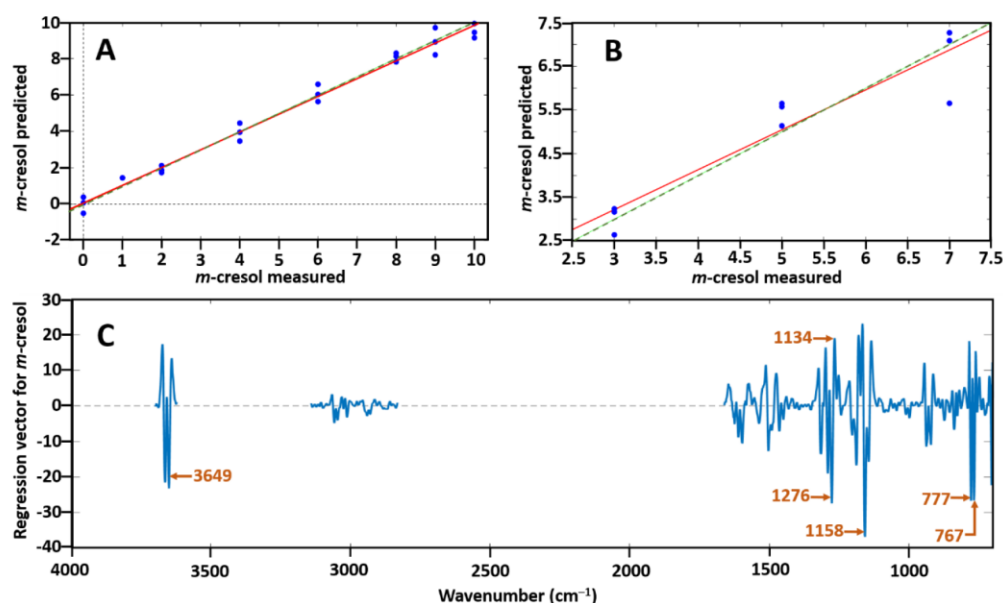 A
m-cresol predicted
10
8
6
4
2
0
-2
0 1 2 3 4 5 6 7 8 9 10
m-cresol measured
B
m-cresol predicted
7.5
6.5
5.5
4.5
3.5
2.5
2.5 3 3.5 4 4.5 5 5.5 6 6.5 7 7.5
m-cresol measured
C
Regression vector for m-cresol
30
20
10
0
-10
-20
-30
-40
1134
3649
1276
1158
777
767
4000 3500 3000 2500 2000 1500 1000
Wavenumber (cm⁻¹)